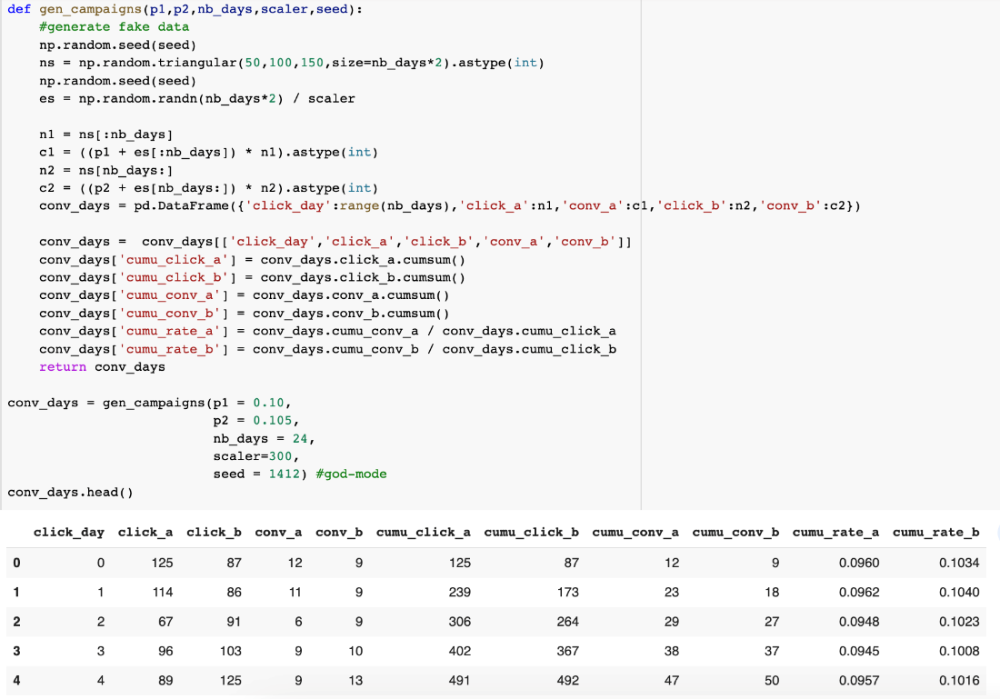 def gen_campaigns(p1,p2,nb_days,scaler,seed):
    #generate fake data
    np.random.seed(seed)
    ns = np.random.triangular(50,100,150,size=nb_days*2).astype(int)
    np.random.seed(seed)
    es = np.random.randn(nb_days*2) / scaler

    n1 = ns[:nb_days]
    c1 = ((p1 + es[:nb_days]) * n1).astype(int)
    n2 = ns[nb_days:]
    c2 = ((p2 + es[nb_days:]) * n2).astype(int)
    conv_days = pd.DataFrame({'click_day':range(nb_days),'click_a':n1,'conv_a':c1,'click_b':n2,'conv_b':c2})

    conv_days =  conv_days[['click_day','click_a','click_b','conv_a','conv_b']]
    conv_days['cumu_click_a'] = conv_days.click_a.cumsum()
    conv_days['cumu_click_b'] = conv_days.click_b.cumsum()
    conv_days['cumu_conv_a'] = conv_days.conv_a.cumsum()
    conv_days['cumu_conv_b'] = conv_days.conv_b.cumsum()
    conv_days['cumu_rate_a'] = conv_days.cumu_conv_a / conv_days.cumu_click_a
    conv_days['cumu_rate_b'] = conv_days.cumu_conv_b / conv_days.cumu_click_b
    return conv_days

conv_days = gen_campaigns(p1 = 0.10,
                          p2 = 0.105,
                          nb_days = 24,
                          scaler=300,
                          seed = 1412) #god-mode
conv_days.head()
click_day click_a click_b conv_a conv_b cumu_click_a cumu_click_b cumu_conv_a cumu_conv_b cumu_rate_a cumu_rate_b
0 0 125 87 12 9 125 87 12 9 0.0960 0.1034
1 1 114 86 11 9 239 173 23 18 0.0962 0.1040
2 2 67 91 6 9 306 264 29 27 0.0948 0.1023
3 3 96 103 9 10 402 367 38 37 0.0945 0.1008
4 4 89 125 9 13 491 492 47 50 0.0957 0.1016